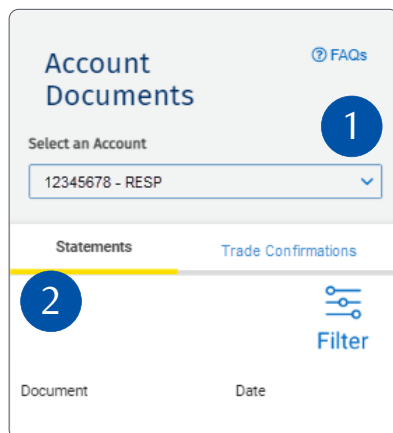 Account
Documents
? FAQs
1
Select an Account
12345678 - RESP
Statements
Trade Confirmations
2
Filter
Document
Date